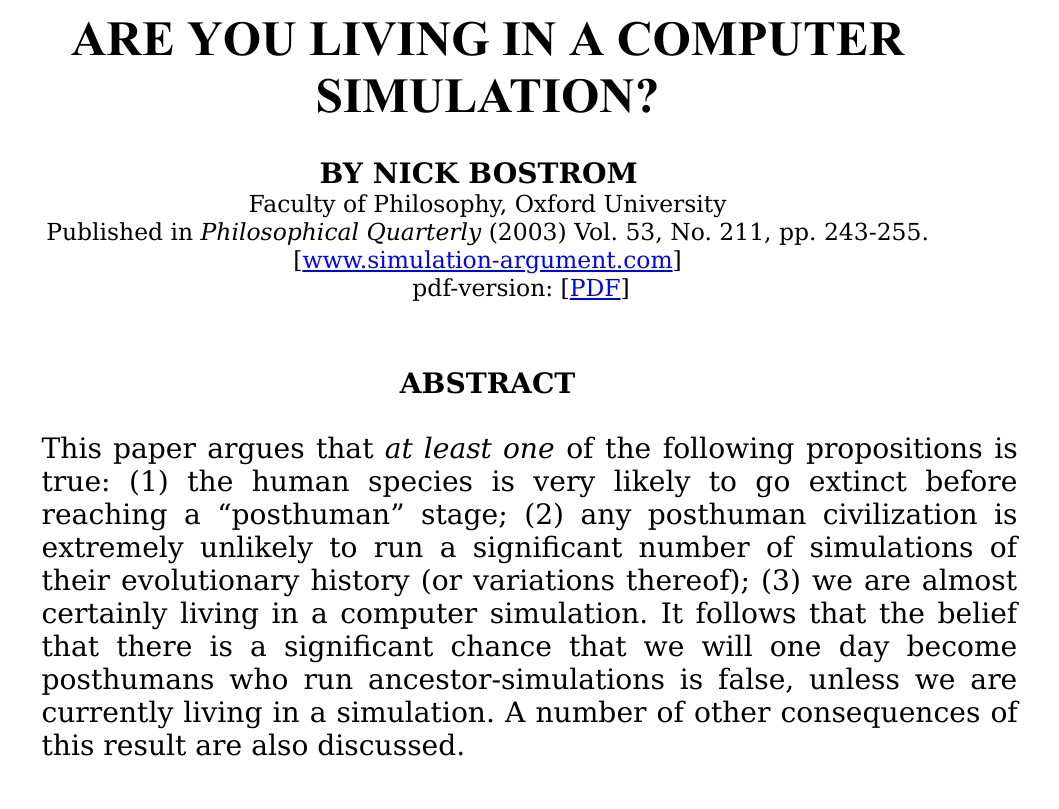 ARE YOU LIVING IN A COMPUTER
SIMULATION?
BY NICK BOSTROM
Faculty of Philosophy, Oxford University
Published in Philosophical Quarterly (2003) Vol. 53, No. 211, pp. 243-255.
[www.simulation-argument.com]
pdf-version: [PDF]
ABSTRACT
This paper argues that at least one of the following propositions is
true: (1) the human species is very likely to go extinct before
reaching a “posthuman” stage; (2) any posthuman civilization is
extremely unlikely to run a significant number of simulations of
their evolutionary history (or variations thereof); (3) we are almost
certainly living in a computer simulation. It follows that the belief
that there is a significant chance that we will one day become
posthumans who run ancestor-simulations is false, unless we are
currently living in a simulation. A number of other consequences of
this result are also discussed.